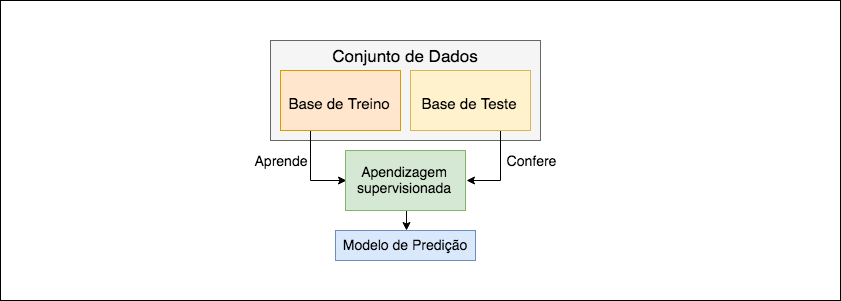 Conjunto de Dados
Base de Treino
Base de Teste
Aprende
Confere
Apendizagem
supervisionada
Modelo de Predição